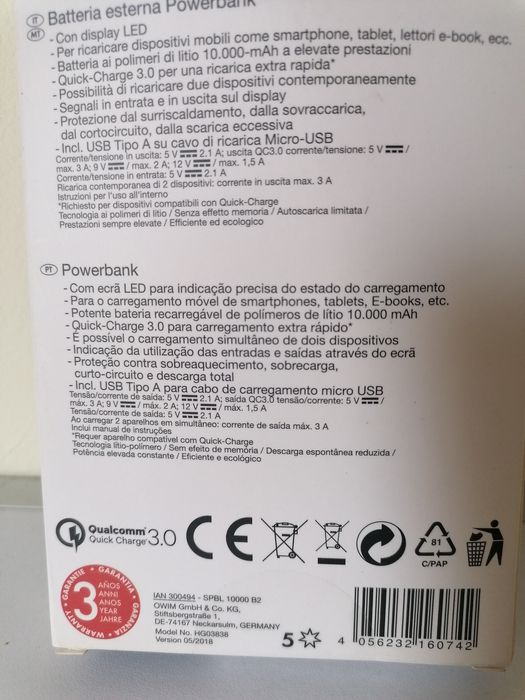 IT Batteria esterna Powerbank
MT - Con display LED
- Per ricaricare dispositivi mobili come smartphone, tablet, lettori e-book, ecc.
- Batteria ai polimeri di litio 10.000-mAh a elevate prestazioni
- Quick-Charge 3.0 per una ricarica extra rapida*
- Possibilità di ricaricare due dispositivi contemporaneamente
- Segnali in entrata e in uscita sul display
- Protezione dal surriscaldamento, dalla sovraccarica,
dal cortocircuito, dalla scarica eccessiva
- Incl. USB Tipo A su cavo di ricarica Micro-USB
Corrente/tensione in uscita: 5 V ⎓ 2.1 A; uscita QC3.0 corrente/tensione: 5 V ⎓ /
max. 3 A; 9 V ⎓ / max. 2 A; 12 V ⎓ / max. 1,5 A
Corrente/tensione in entrata: 5 V ⎓ 2.1 A
Ricarica contemporanea di 2 dispositivi: corrente in uscita max. 3 A
Istruzioni per l'uso all'interno
*Richiesto per dispositivi compatibili con Quick-Charge
Tecnologia ai polimeri di litio / Senza effetto memoria / Autoscarica limitata /
Prestazioni sempre elevate / Efficiente ed ecologico
PT Powerbank
- Com ecrã LED para indicação precisa do estado do carregamento
- Para o carregamento móvel de smartphones, tablets, E-books, etc.
- Potente bateria recarregável de polímeros de lítio 10.000 mAh
- Quick-Charge 3.0 para carregamento extra rápido*
- É possível o carregamento simultâneo de dois dispositivos
- Indicação da utilização das entradas e saídas através do ecrã
- Proteção contra sobreaquecimento, sobrecarga,
curto-circuito e descarga total
- Incl. USB Tipo A para cabo de carregamento micro USB
Tensão/corrente de saída: 5 V ⎓ 2.1 A; saída QC3.0 tensão/corrente: 5 V ⎓ /
máx. 3 A; 9 V ⎓ / máx. 2 A; 12 V ⎓ / máx. 1,5 A
Tensão/corrente de saída: 5 V ⎓ 2.1 A
Ao carregar 2 aparelhos em simultâneo: corrente de saída máx. 3 A
Inclui manual de instruções
*Requer aparelho compatível com Quick-Charge
Tecnologia lítio-polímero / Sem efeito de memória / Descarga espontânea reduzida /
Potência elevada constante / Eficiente e ecológico
Qualcomm
Quick Charge 3.0
CE
81
C/PAP
GARANTIE · GARANTIA · GARANZIA · WARRANTY
3
AÑOS
ANNI
ANOS
YEAR
JAHRE
IAN 300494 - SPBL 10000 B2
OWIM GmbH & Co. KG,
Stiftsbergstraße 1,
DE-74167 Neckarsulm, GERMANY
Model No. HG03838
Version 05/2018
5
4 056232 160742